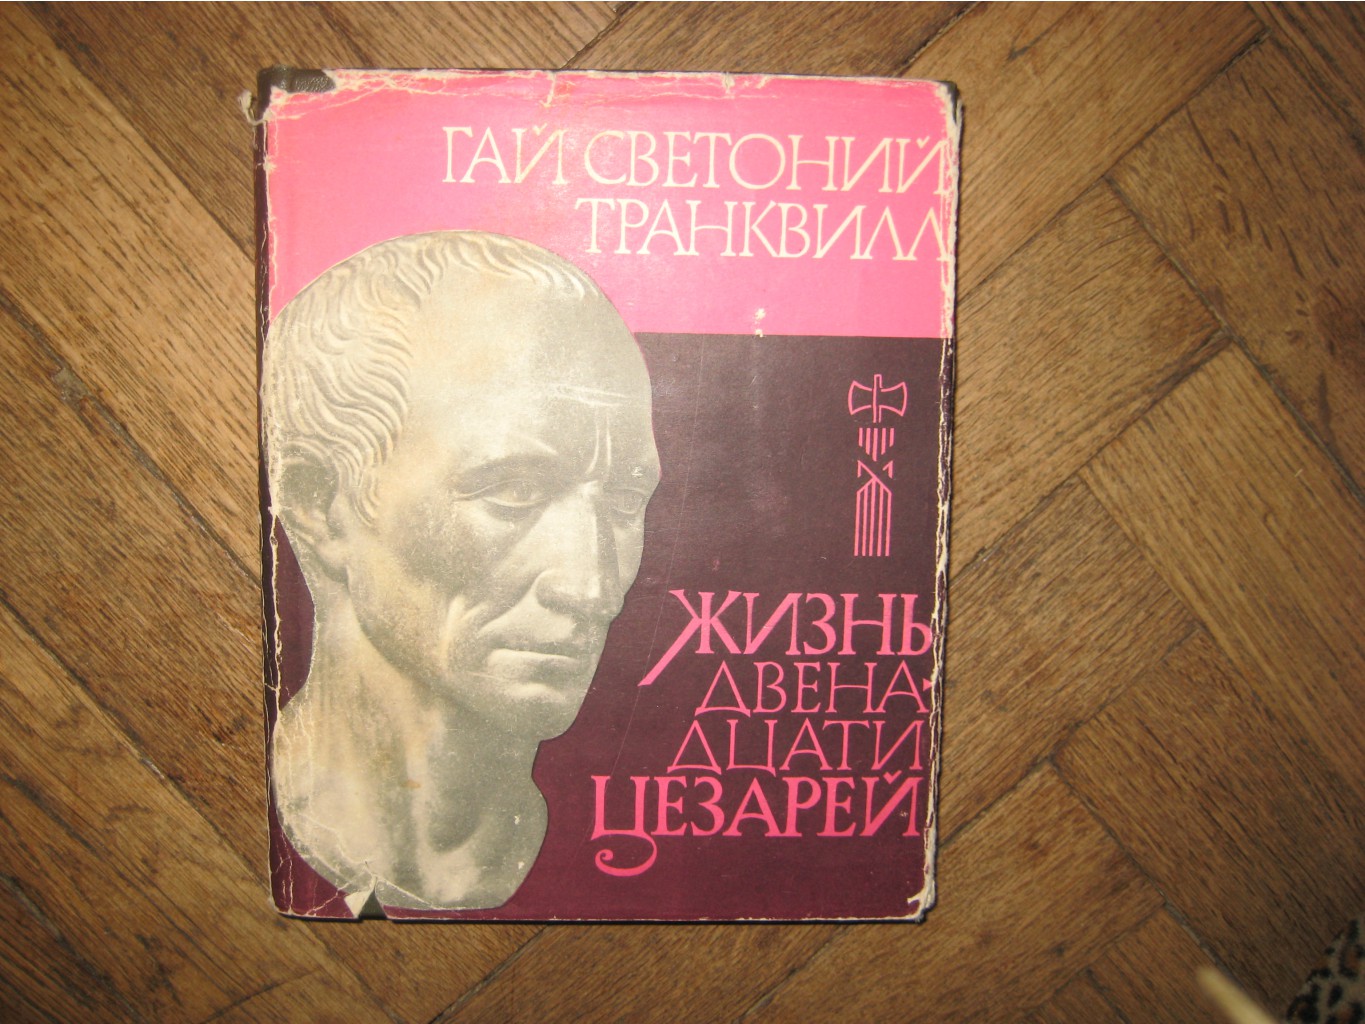 ГАЙ СВЕТОНИЙ
ТРАНКВИЛЛ
ЖИЗНЬ
ДВЕНА-
ДЦАТИ
ЦЕЗАРЕЙ